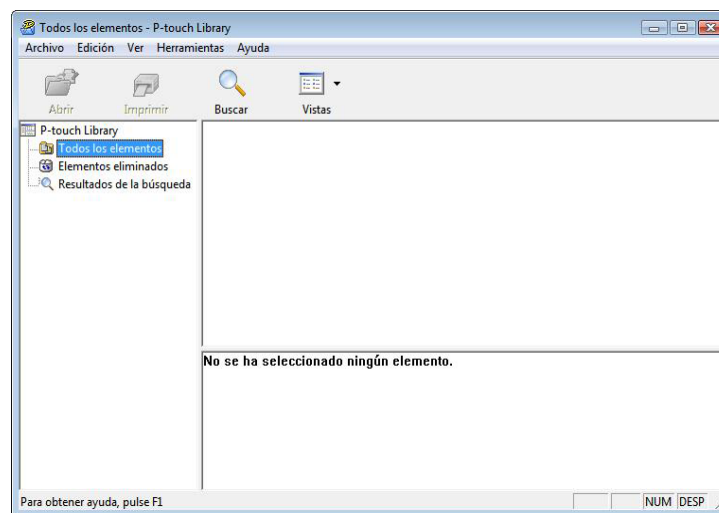 Todos los elementos - P-touch Library
Archivo Edición Ver Herramientas Ayuda
Abrir Imprimir Buscar Vistas
P-touch Library
Todos los elementos
Elementos eliminados
Resultados de la búsqueda
No se ha seleccionado ningún elemento.
Para obtener ayuda, pulse F1
NUM DESP